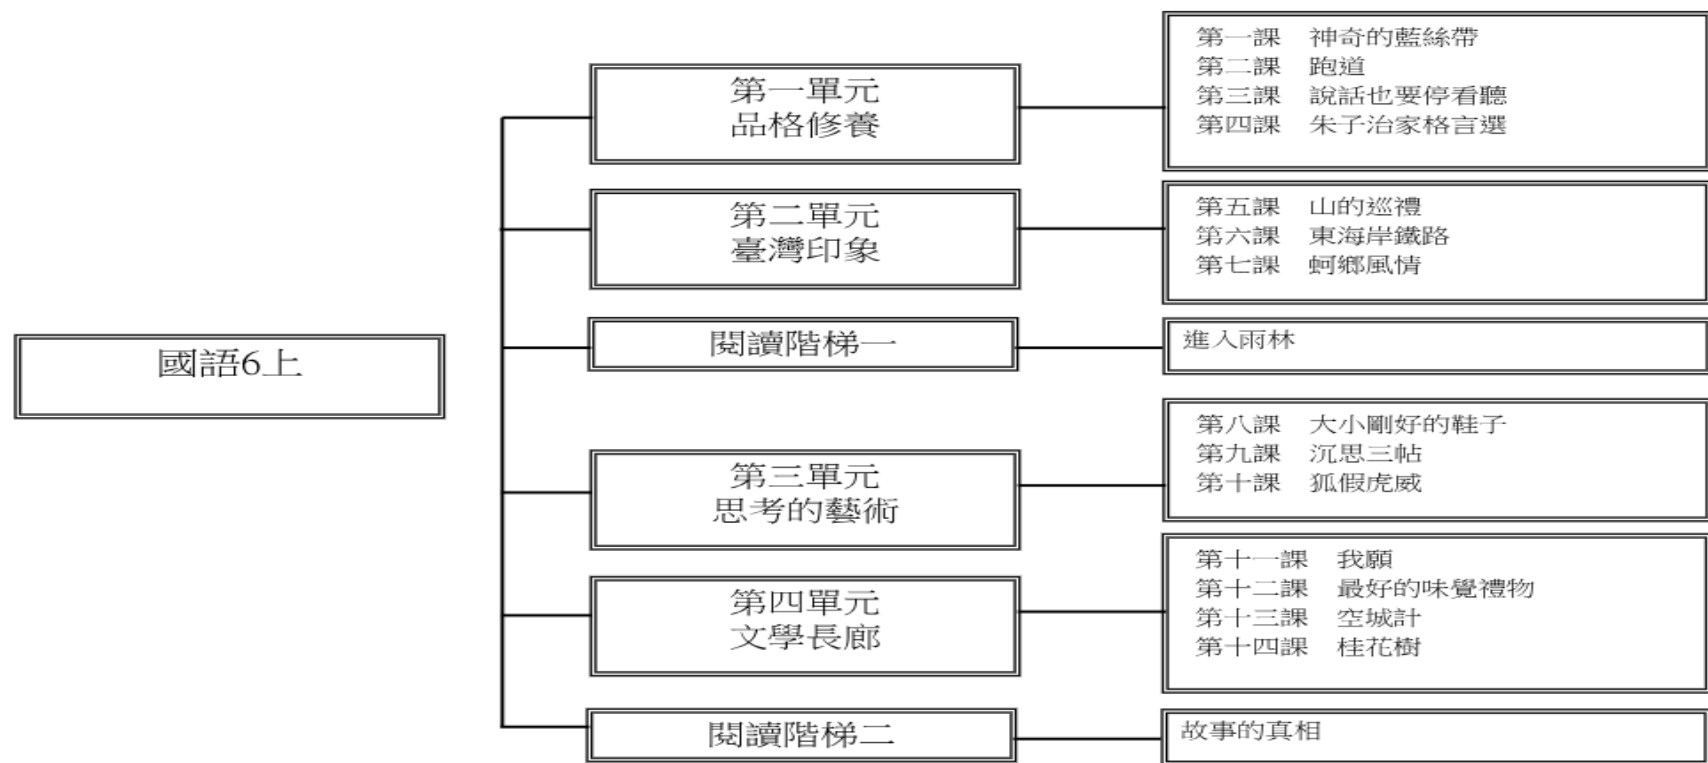 國語6上
第一單元
品格修養
第一課　神奇的藍絲帶
第二課　跑道
第三課　說話也要停看聽
第四課　朱子治家格言選
第二單元
臺灣印象
第五課　山的巡禮
第六課　東海岸鐵路
第七課　蚵鄉風情
閱讀階梯一
進入雨林
第三單元
思考的藝術
第八課　大小剛好的鞋子
第九課　沉思三帖
第十課　狐假虎威
第四單元
文學長廊
第十一課　我願
第十二課　最好的味覺禮物
第十三課　空城計
第十四課　桂花樹
閱讀階梯二
故事的真相